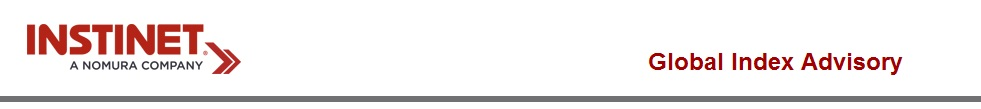 INSTINET®
A NOMURA COMPANY
Global Index Advisory